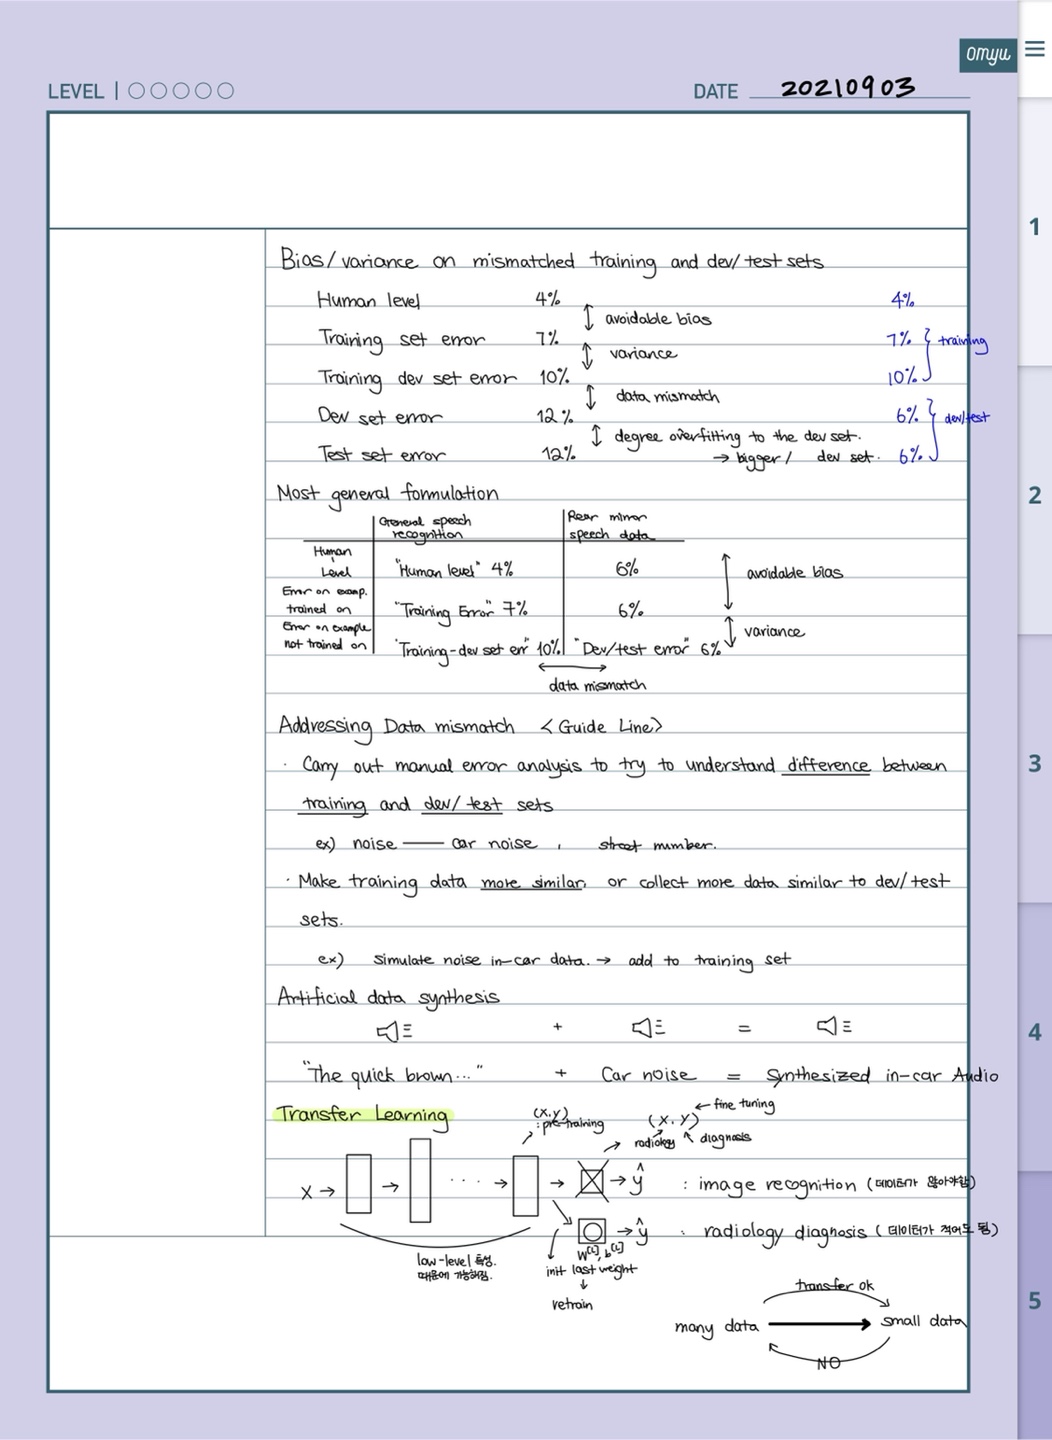 omyu
LEVEL
DATE 20210903
1
2
3
4
5
Bias/variance on mismatched training and dev/test sets
Human level 4% 4%
avoidable bias
Training set error 7% 7% training
variance
Training dev set error 10% 10%
data mismatch
Dev set error 12% 6% dev/test
degree overfitting to the dev set.
→ bigger / dev set.
Test set error 12% 6%
Most general formulation
General speech recognition Rear mirror speech data
Human Level "Human level" 4% 6% avoidable bias
Error on examp. trained on "Training Error" 7% 6%
variance
Error on example not trained on "Training-dev set err" 10% "Dev/test error" 6%
data mismatch
Addressing Data mismatch <Guide Line>
· Carry out manual error analysis to try to understand difference between
training and dev/test sets
ex) noise — car noise , street number.
· Make training data more similar, or collect more data similar to dev/test
sets.
ex) simulate noise in-car data. → add to training set
Artificial data synthesis
+ =
"The quick brown..." + Car noise = Synthesized in-car Audio
Transfer Learning
(X,Y) : pre-training
(X,Y) ← fine tuning
radiology diagnosis
X → → ... → → → ŷ : image recognition (데이터가 많아야함)
→ ŷ : radiology diagnosis (데이터가 적어도 됨)
W[L], b[L]
low-level 특성.
때문에 가능해짐.
init last weight
↓
retrain
transfer ok
many data → small data
NO